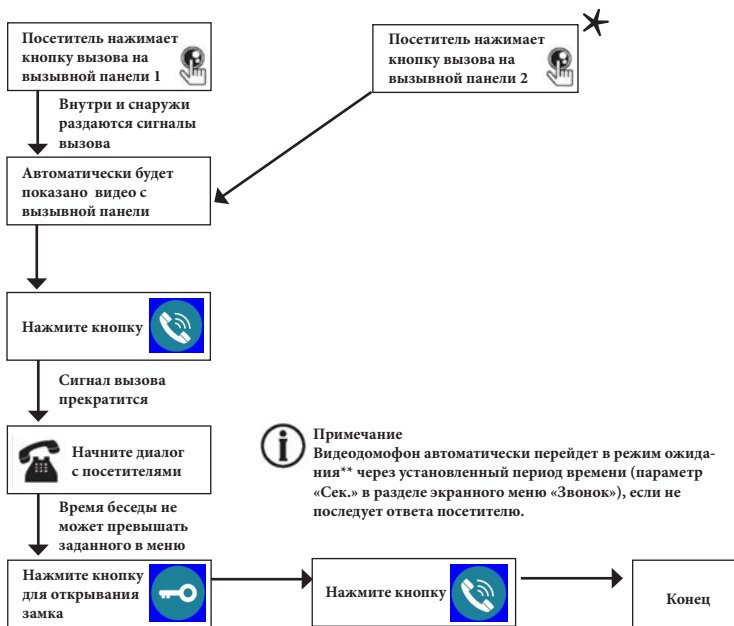 Посетитель нажимает
кнопку вызова на
вызывной панели 1
Посетитель нажимает
кнопку вызова на
вызывной панели 2
Внутри и снаружи
раздаются сигналы
вызова
Автоматически будет
показано видео с
вызывной панели
Нажмите кнопку
Сигнал вызова
прекратится
Начните диалог
с посетителями
Примечание
Видеодомофон автоматически перейдет в режим ожида-
ния** через установленный период времени (параметр
«Сек.» в разделе экранного меню «Звонок»), если не
последует ответа посетителю.
Время беседы не
может превышать
заданного в меню
Нажмите кнопку
для открывания
замка
Нажмите кнопку
Конец